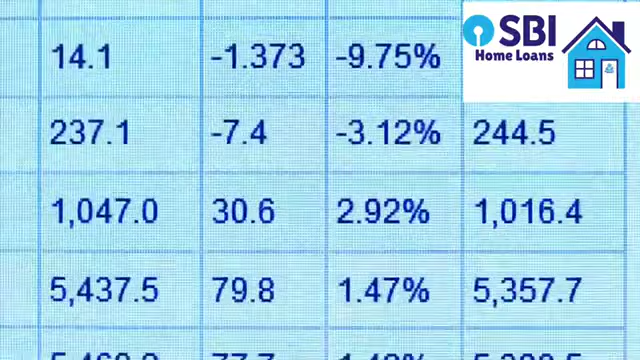 14.1 -1.373 -9.75%
SBI
Home Loans
237.1 -7.4 -3.12% 244.5
1,047.0 30.6 2.92% 1,016.4
5,437.5 79.8 1.47% 5,357.7